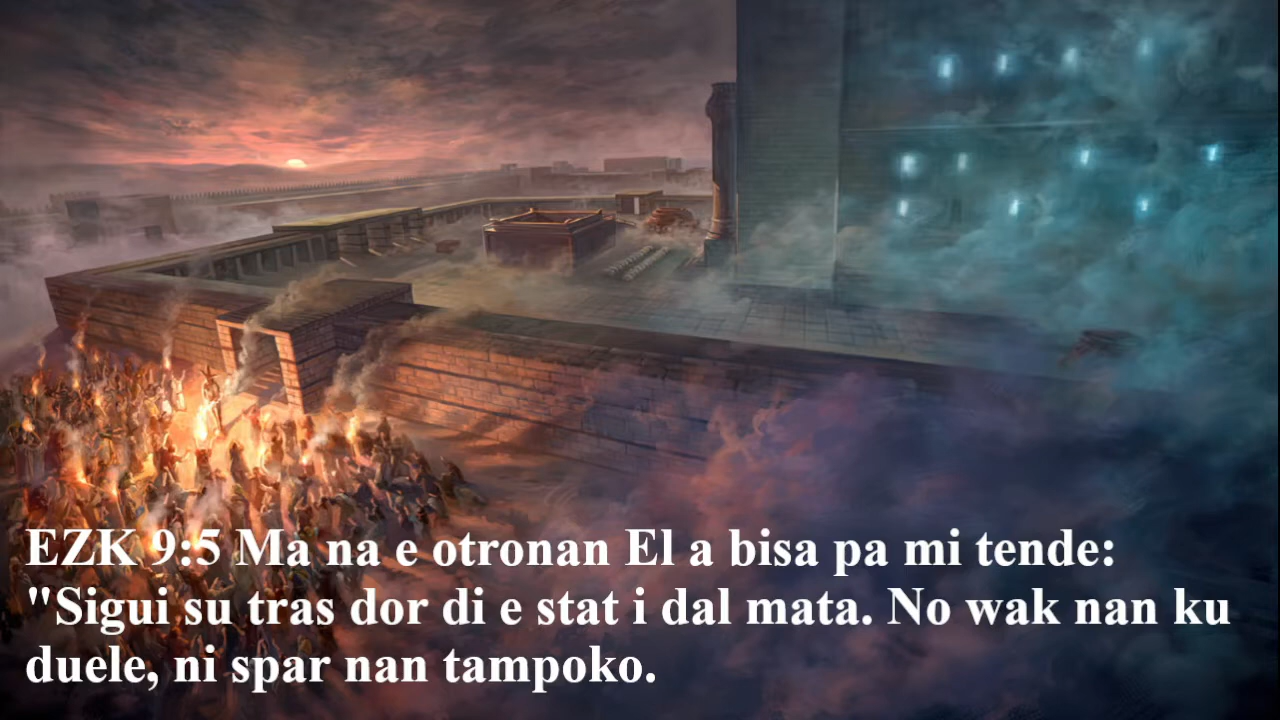 EZK 9:5 Ma na e otronan El a bisa pa mi tende:
"Sigui su tras dor di e stat i dal mata. No wak nan ku
duele, ni spar nan tampoko.